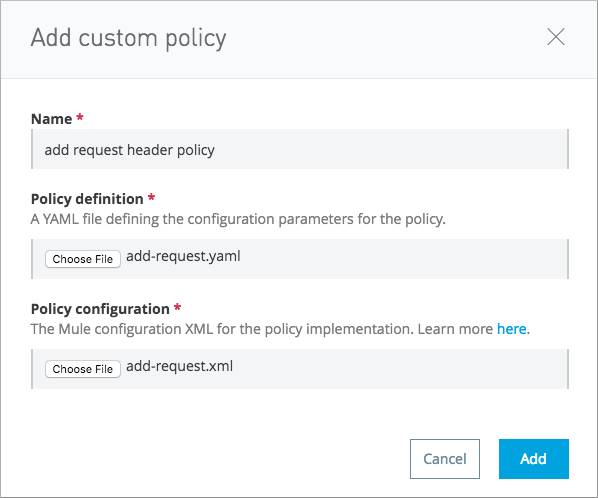 Add custom policy
Name *
add request header policy
Policy definition *
A YAML file defining the configuration parameters for the policy.
Choose File add-request.yaml
Policy configuration *
The Mule configuration XML for the policy implementation. Learn more here.
Choose File add-request.xml
Cancel Add